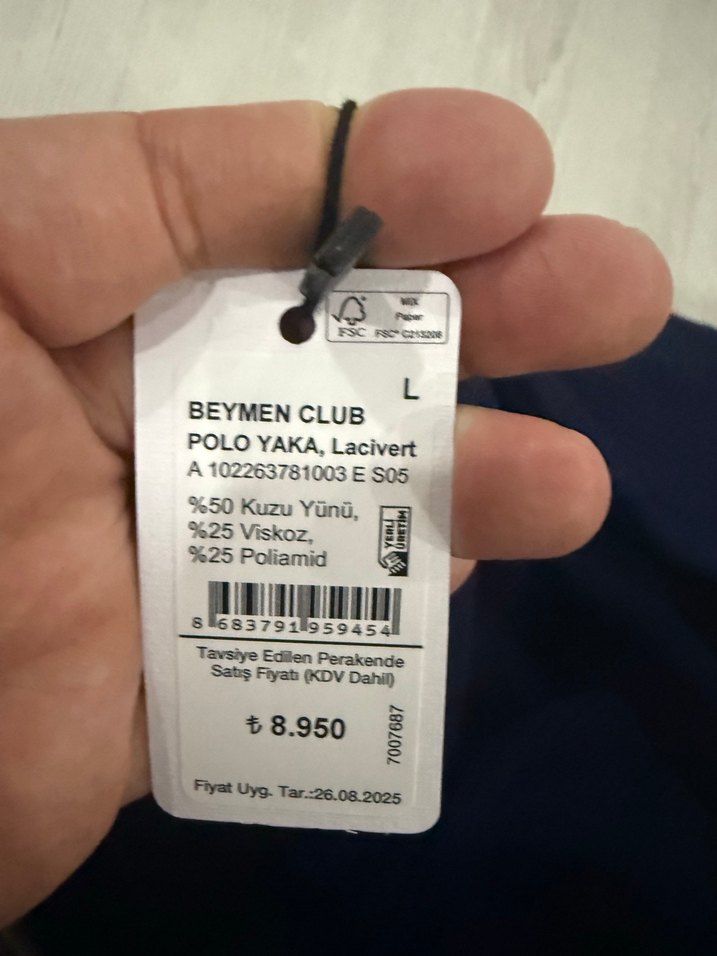 MIX
Paper
FSC
FSC® C213208
L
BEYMEN CLUB
POLO YAKA, Lacivert
A 102263781003 E S05
%50 Kuzu Yünü,
%25 Viskoz,
%25 Poliamid
YERLİ
ÜRETİM
8 683791 959454
Tavsiye Edilen Perakende
Satış Fiyatı (KDV Dahil)
₺ 8.950
7007687
Fiyat Uyg. Tar.:26.08.2025